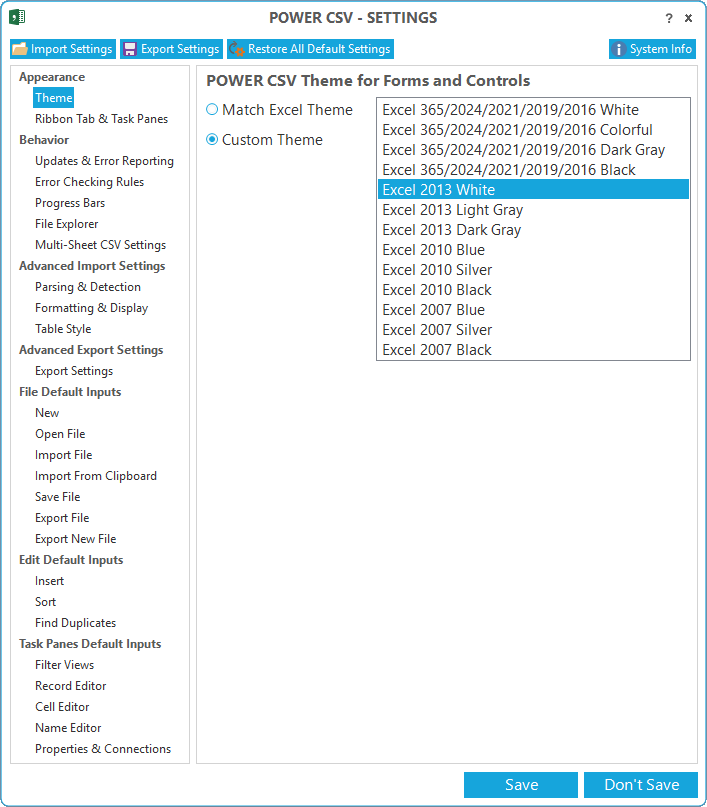 POWER CSV - SETTINGS
?
Import Settings
Export Settings
Restore All Default Settings
System Info
Appearance
Theme
Ribbon Tab & Task Panes
Behavior
Updates & Error Reporting
Error Checking Rules
Progress Bars
File Explorer
Multi-Sheet CSV Settings
Advanced Import Settings
Parsing & Detection
Formatting & Display
Table Style
Advanced Export Settings
Export Settings
File Default Inputs
New
Open File
Import File
Import From Clipboard
Save File
Export File
Export New File
Edit Default Inputs
Insert
Sort
Find Duplicates
Task Panes Default Inputs
Filter Views
Record Editor
Cell Editor
Name Editor
Properties & Connections
POWER CSV Theme for Forms and Controls
Match Excel Theme
Custom Theme
Excel 365/2024/2021/2019/2016 White
Excel 365/2024/2021/2019/2016 Colorful
Excel 365/2024/2021/2019/2016 Dark Gray
Excel 365/2024/2021/2019/2016 Black
Excel 2013 White
Excel 2013 Light Gray
Excel 2013 Dark Gray
Excel 2010 Blue
Excel 2010 Silver
Excel 2010 Black
Excel 2007 Blue
Excel 2007 Silver
Excel 2007 Black
Save
Don't Save